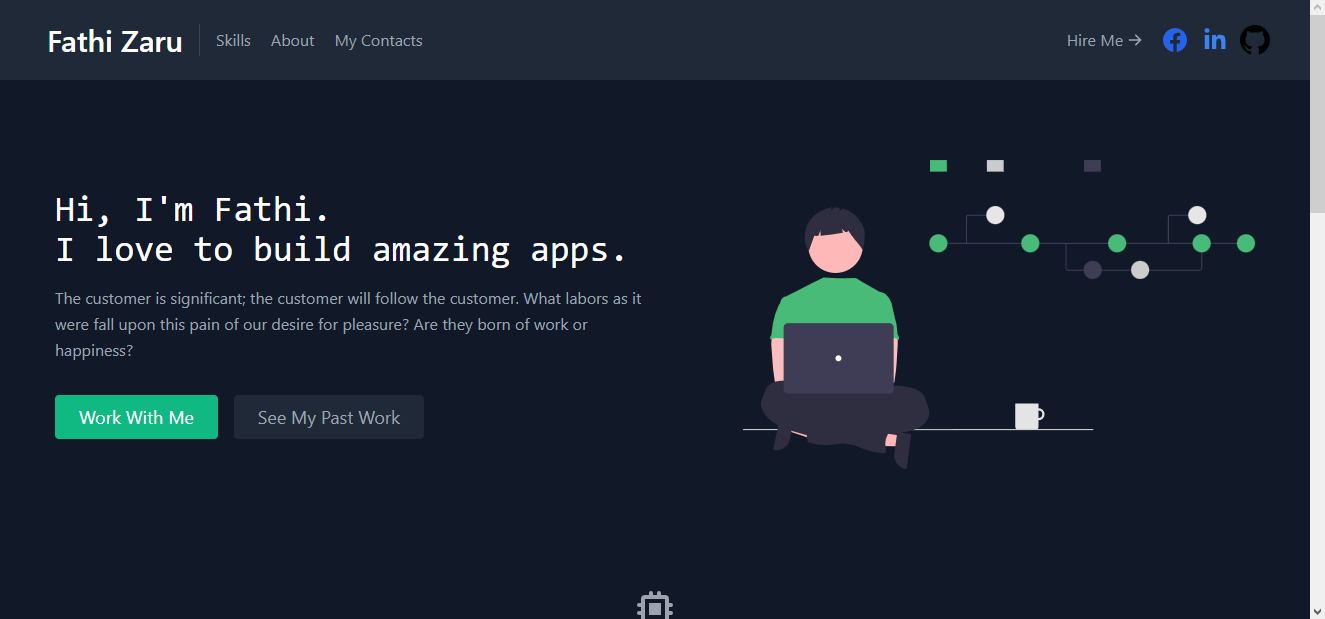 Fathi Zaru
Skills
About
My Contacts
Hire Me →
Hi, I'm Fathi.
I love to build amazing apps.
The customer is significant; the customer will follow the customer. What labors as it
were fall upon this pain of our desire for pleasure? Are they born of work or
happiness?
Work With Me
See My Past Work